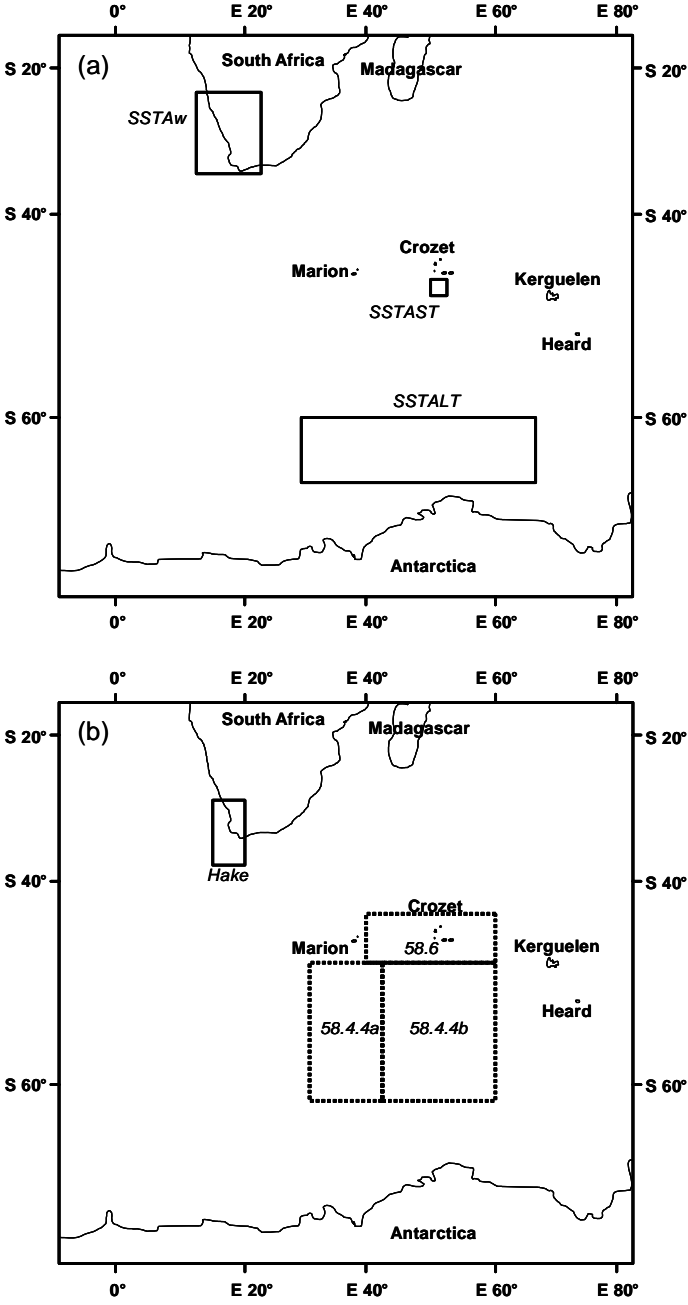 0° E 20° E 40° E 60° E 80°
(a)
South Africa
Madagascar
S 20° S 20°
SSTAw
S 40° S 40°
Crozet
Marion
Kerguelen
SSTAST
Heard
SSTALT
S 60° S 60°
Antarctica
0° E 20° E 40° E 60° E 80°
0° E 20° E 40° E 60° E 80°
(b)
South Africa
Madagascar
S 20° S 20°
Hake
S 40° S 40°
Crozet
Marion
58.6
Kerguelen
Heard
58.4.4a
58.4.4b
S 60° S 60°
Antarctica
0° E 20° E 40° E 60° E 80°